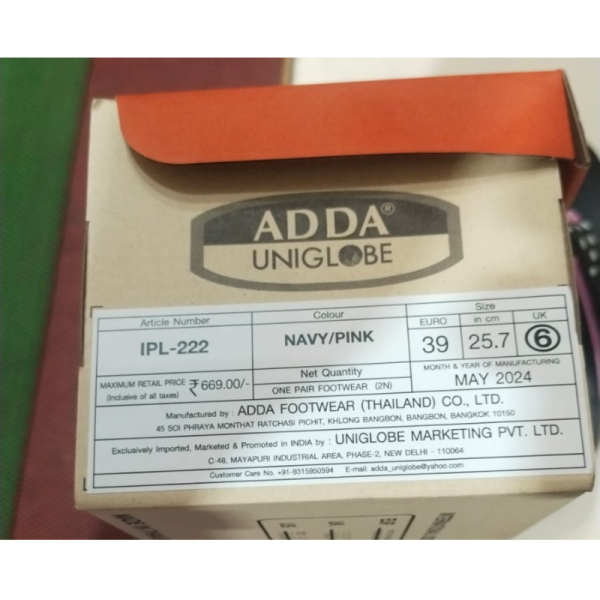 ADDA®
UNIGLOBE
Article Number
IPL-222
Colour
NAVY/PINK
Size
EURO in cm UK
39 25.7 6
MAXIMUM RETAIL PRICE ₹669.00/-
(Inclusive of all taxes)
Net Quantity
ONE PAIR FOOTWEAR (2N)
MONTH & YEAR OF MANUFACTURING
MAY 2024
Manufactured by : ADDA FOOTWEAR (THAILAND) CO., LTD.
45 SOI PHRAYA MONTHAT RATCHASI PICHIT, KHLONG BANGBON, BANGBON, BANGKOK 10150
Exclusively Imported, Marketed & Promoted in INDIA by : UNIGLOBE MARKETING PVT. LTD.
C-48, MAYAPURI INDUSTRIAL AREA, PHASE-2, NEW DELHI - 110064
Customer Care No. +91-9315950594 E-mail: adda_uniglobe@yahoo.com